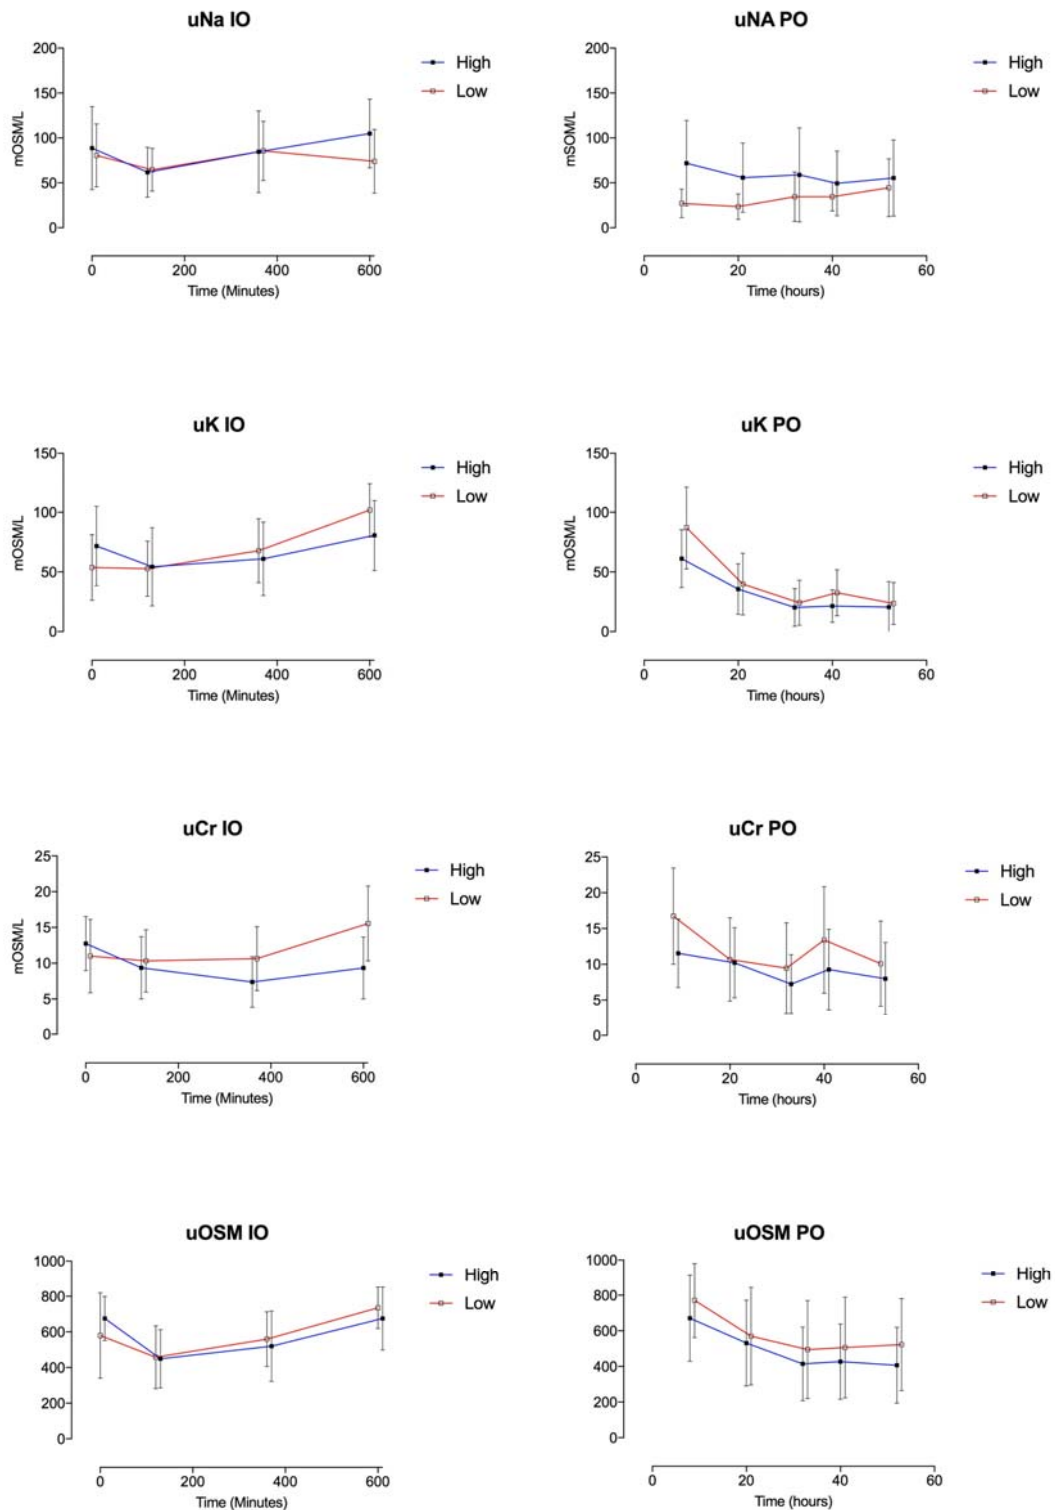 uNa IO
200
150
100
50
0
mOSM/L
0 200 400 600
Time (Minutes)
High
Low
uNA PO
200
150
100
50
0
mSOM/L
0 20 40 60
Time (hours)
High
Low
uK IO
150
100
50
0
mOSM/L
0 200 400 600
Time (Minutes)
High
Low
uK PO
150
100
50
0
mOSM/L
0 20 40 60
Time (hours)
High
Low
uCr IO
25
20
15
10
5
0
mOSM/L
0 200 400 600
Time (Minutes)
High
Low
uCr PO
25
20
15
10
5
0
0 20 40 60
Time (hours)
High
Low
uOSM IO
1000
800
600
400
200
0
0 200 400 600
Time (Minutes)
High
Low
uOSM PO
1000
800
600
400
200
0
0 20 40 60
Time (hours)
High
Low